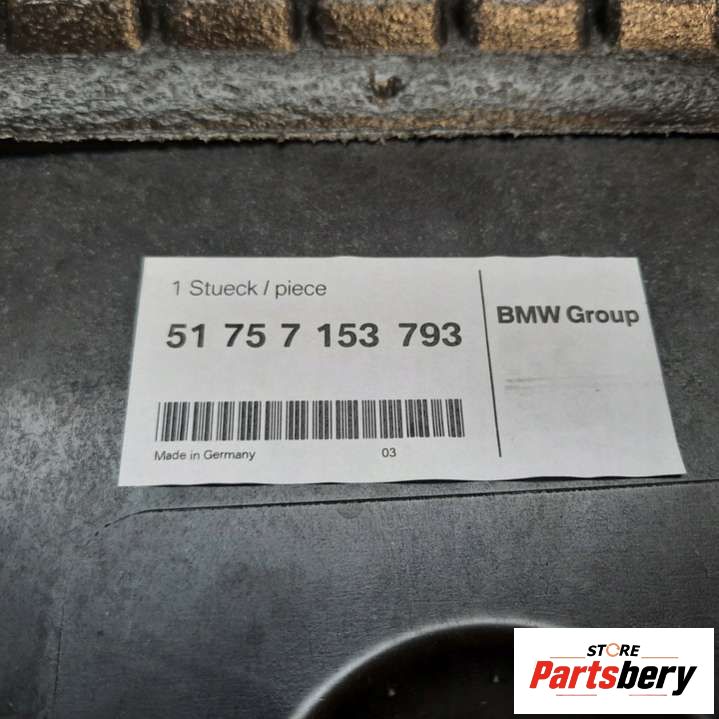 1 Stueck / piece
51 75 7 153 793
BMW Group
Made in Germany 03
STORE
Partsbery